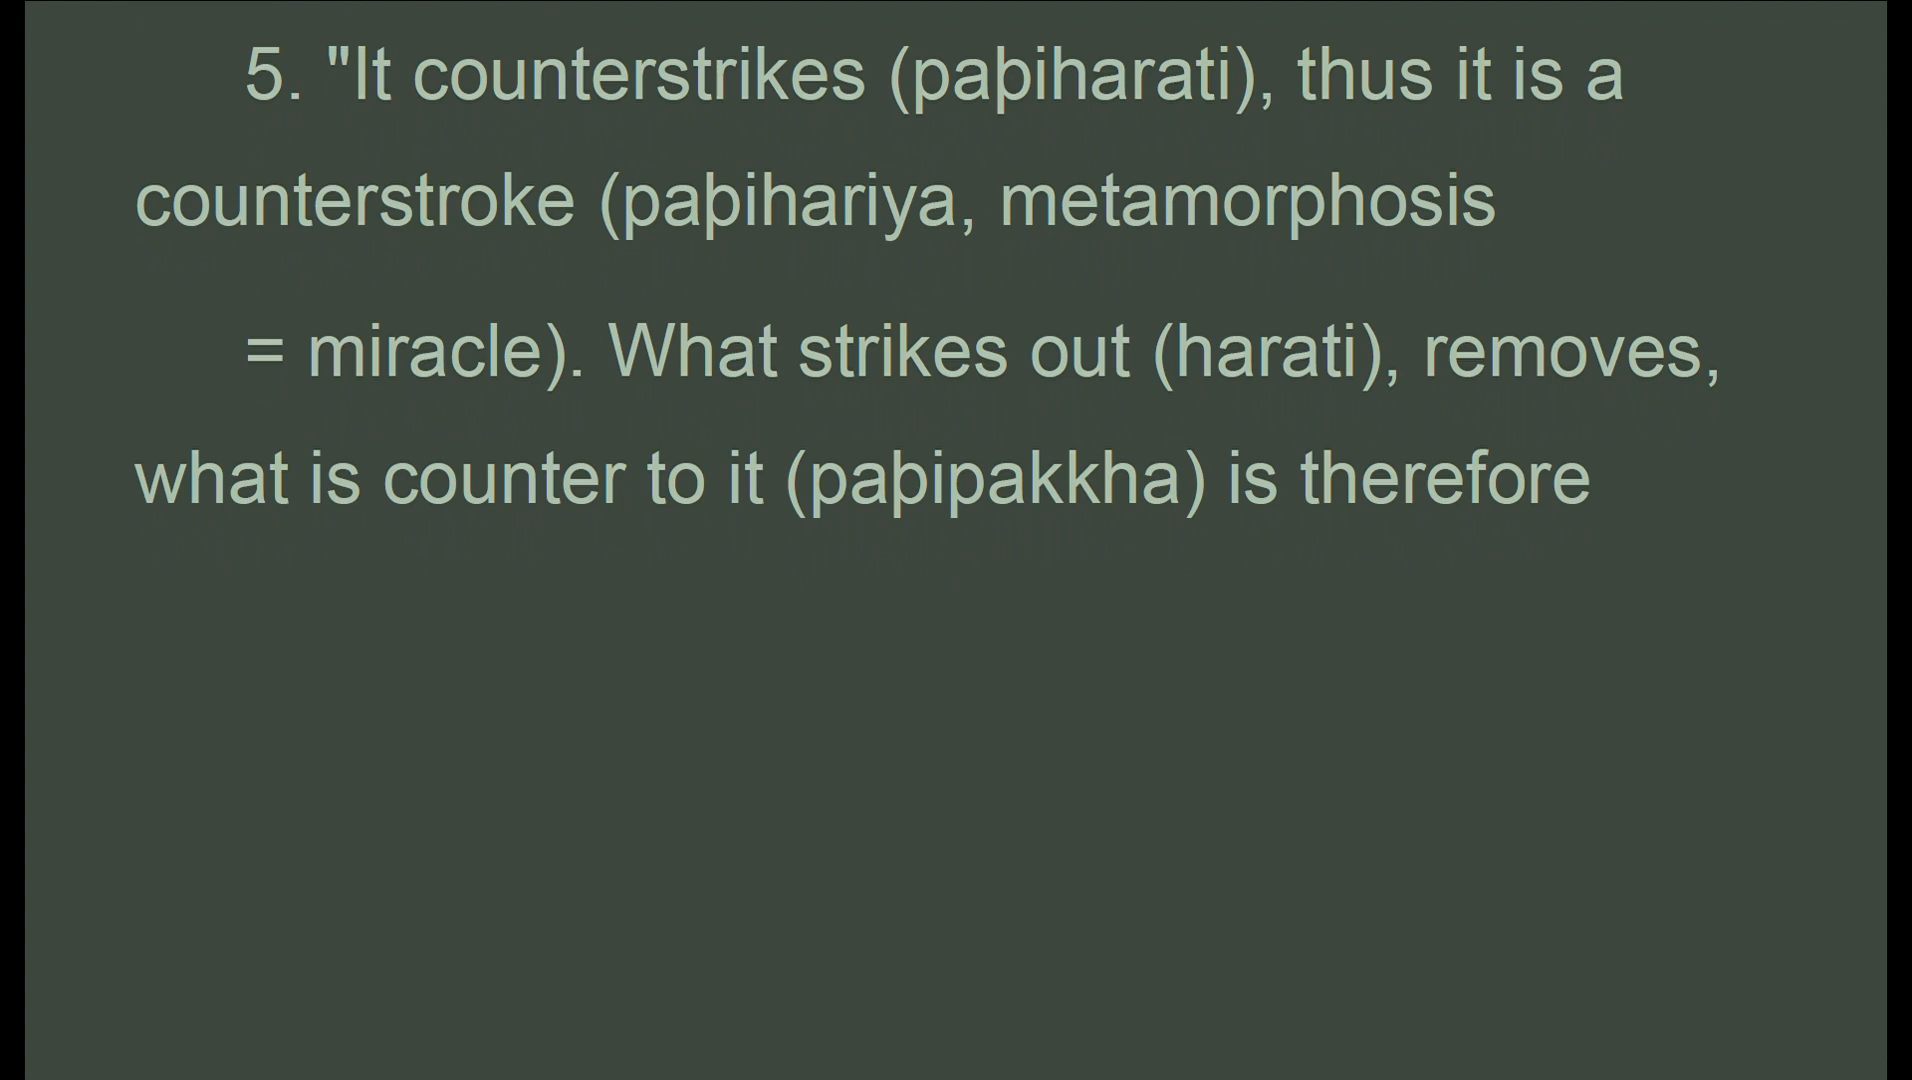 5. "It counterstrikes (paþiharati), thus it is a
counterstroke (paþihariya, metamorphosis
= miracle). What strikes out (harati), removes,
what is counter to it (paþipakkha) is therefore